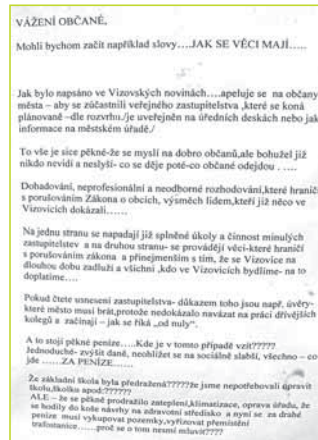 VÁŽENÍ OBČANÉ,
Mohli bychom začít například slovy….JAK SE VĚCI MAJÍ…..
Jak bylo napsáno ve Vizovských novinách….apeluje se na občany
města – aby se zúčastnili veřejného zastupitelstva ,které se koná
plánovaně –dle rozvrhu./je uveřejněn na úředních deskách nebo jak
informace na městském úřadě./
To vše je sice pěkné-že se myslí na dobro občanů,ale bohužel již
nikdo nevidí a neslyší- co se děje poté-co občané odejdou . ….
Dohadování, neprofesionální a neodborné rozhodování,které hraničí
s porušováním Zákona o obcích, výsměch lidem,kteří již něco ve
Vizovicích dokázali……
Na jednu stranu se napadají již splněné úkoly a činnost minulých
zastupitelstev a na druhou stranu- se provádějí věci-které hraničí
s porušováním zákona a přinejmenším s tím, že se Vizovice na
dlouhou dobu zadluží a všichni ,kdo ve Vizovicích bydlíme- na to
doplatíme….
Pokud čtete usnesení zastupitelstva- důkazem toho jsou např. úvěry-
které město musí brát,protože nedokázalo navázat na práci dřívějších
kolegů a začínají – jak se říká „od nuly“.
A to stojí pěkné peníze…..Kde je v tomto případě vzít?????
Jednoduché- zvýšit daně, neohlížet se na sociálně slabší, všechno – co
jde ……ZA PENÍZE……
Že základní škola byla předražená?????že jsme nepotřebovali opravit
školu,školku apod:??????
ALE – že se pěkně prodražilo zateplení,klimatizace, oprava úřadu, že
se hodily do koše návrhy na zdravotní středisko a nyní se za drahé
peníze musí vykupovat pozemky,vyřizovat přemístění
trafostanice……proč se o tom nesmí mluvit????